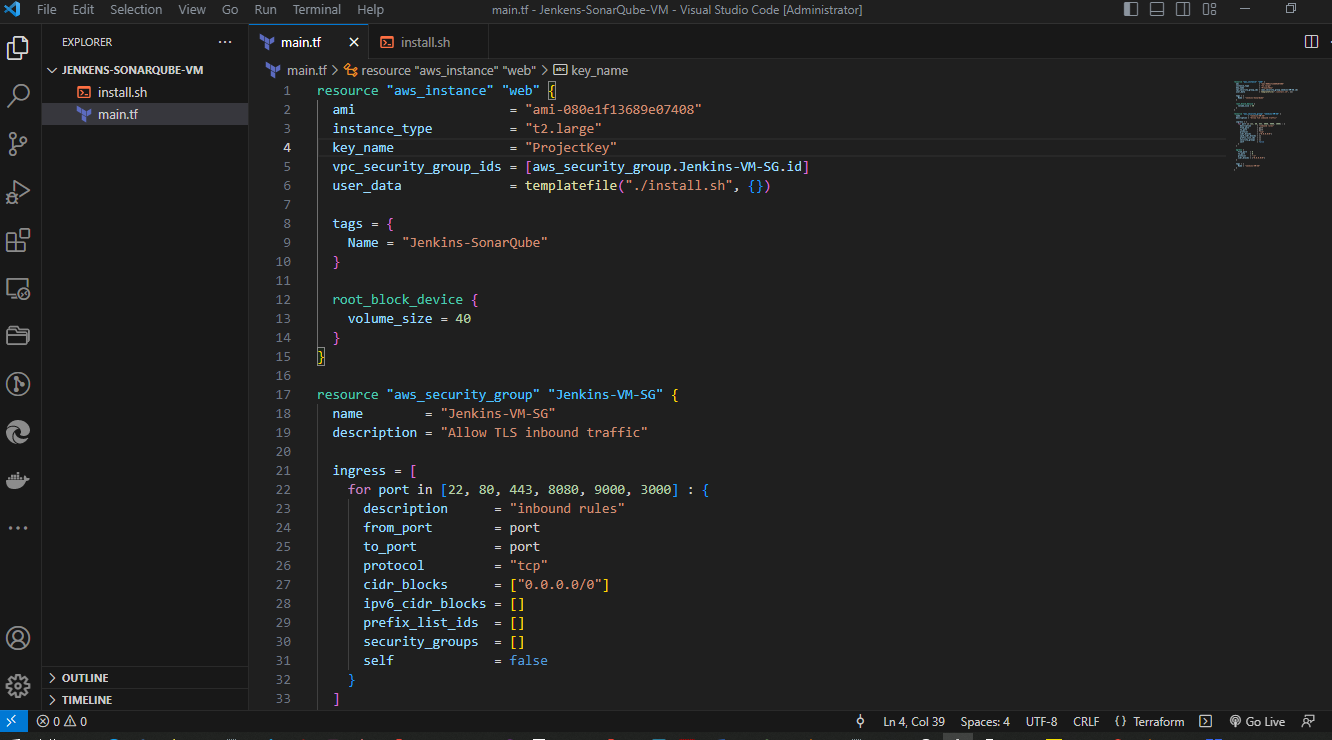 File Edit Selection View Go Run Terminal Help main.tf - Jenkens-SonarQube-VM - Visual Studio Code [Administrator]
EXPLORER ...
JENKENS-SONARQUBE-VM
install.sh
main.tf
OUTLINE
TIMELINE
main.tf install.sh
main.tf > resource "aws_instance" "web" > key_name
1 resource "aws_instance" "web" {
2 ami = "ami-080e1f13689e07408"
3 instance_type = "t2.large"
4 key_name = "ProjectKey"
5 vpc_security_group_ids = [aws_security_group.Jenkins-VM-SG.id]
6 user_data = templatefile("./install.sh", {})
7
8 tags = {
9 Name = "Jenkins-SonarQube"
10 }
11
12 root_block_device {
13 volume_size = 40
14 }
15 }
16
17 resource "aws_security_group" "Jenkins-VM-SG" {
18 name = "Jenkins-VM-SG"
19 description = "Allow TLS inbound traffic"
20
21 ingress = [
22 for port in [22, 80, 443, 8080, 9000, 3000] : {
23 description = "inbound rules"
24 from_port = port
25 to_port = port
26 protocol = "tcp"
27 cidr_blocks = ["0.0.0.0/0"]
28 ipv6_cidr_blocks = []
29 prefix_list_ids = []
30 security_groups = []
31 self = false
32 }
33 ]
0 0 Ln 4, Col 39 Spaces: 4 UTF-8 CRLF {} Terraform Go Live